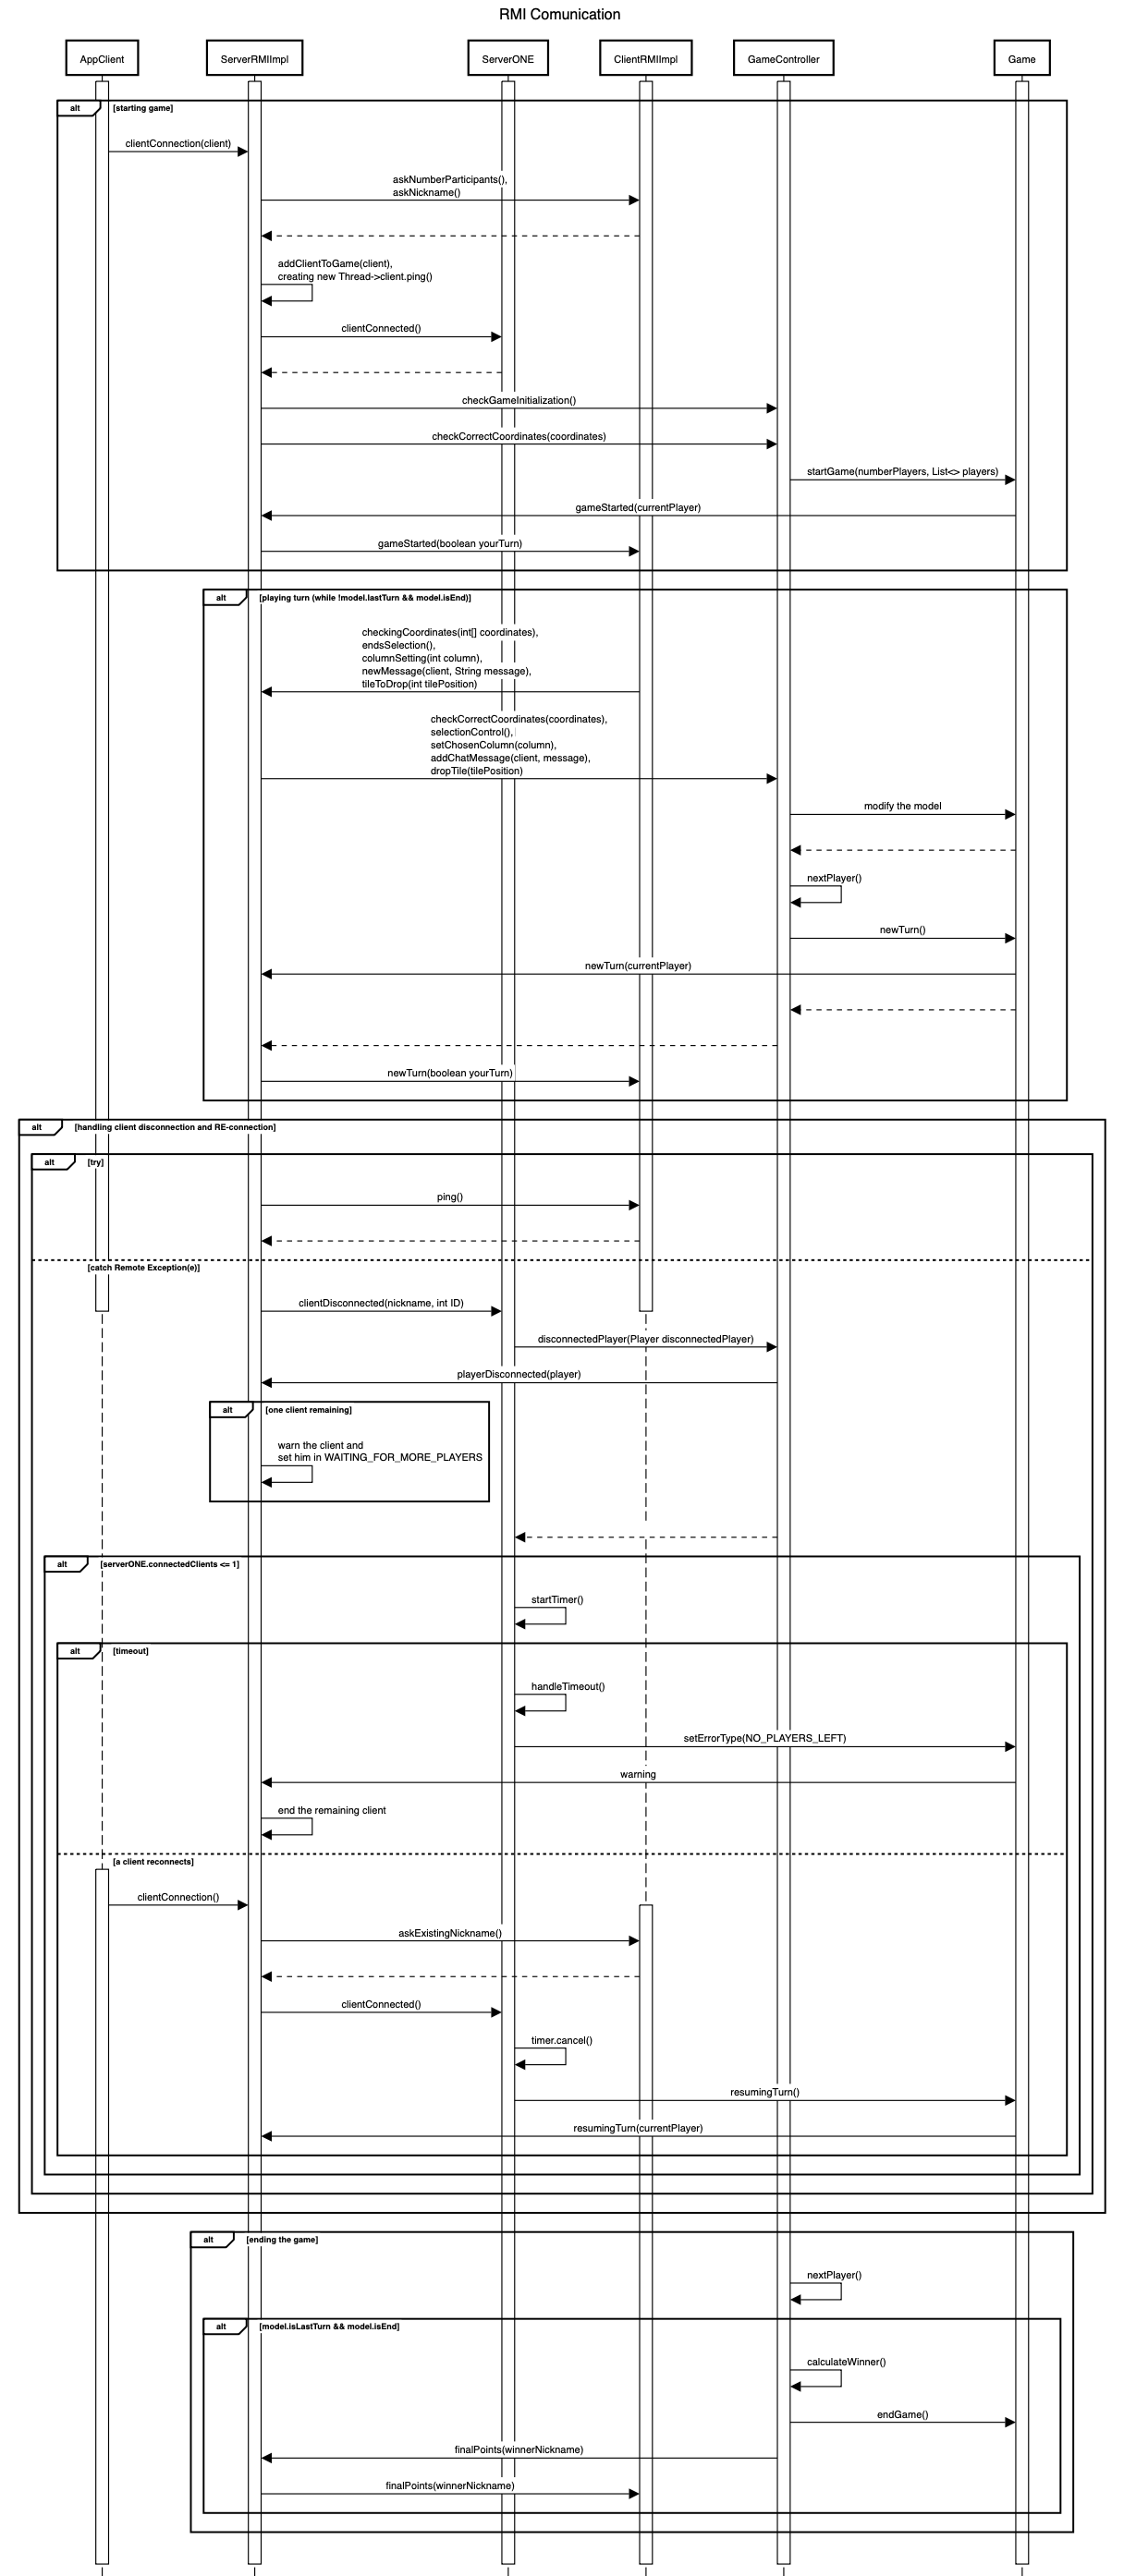 RMI Comunication
AppClient
ServerRMIImpl
ServerONE
ClientRMIImpl
GameController
Game
alt
[starting game]
clientConnection(client)
askNumberParticipants(),
askNickname()
addClientToGame(client),
creating new Thread->client.ping()
clientConnected()
checkGameInitialization()
checkCorrectCoordinates(coordinates)
startGame(numberPlayers, List<> players)
gameStarted(currentPlayer)
gameStarted(boolean yourTurn)
alt
[playing turn (while !model.lastTurn && model.isEnd)]
checkingCoordinates(int[] coordinates),
endsSelection(),
columnSetting(int column),
newMessage(client, String message),
tileToDrop(int tilePosition)
checkCorrectCoordinates(coordinates),
selectionControl(),
setChosenColumn(column),
addChatMessage(client, message),
dropTile(tilePosition)
modify the model
nextPlayer()
newTurn()
newTurn(currentPlayer)
newTurn(boolean yourTurn)
alt
[handling client disconnection and RE-connection]
alt
[try]
ping()
[catch Remote Exception(e)]
clientDisconnected(nickname, int ID)
disconnectedPlayer(Player disconnectedPlayer)
playerDisconnected(player)
alt
[one client remaining]
warn the client and
set him in WAITING_FOR_MORE_PLAYERS
alt
[serverONE.connectedClients <= 1]
startTimer()
alt
[timeout]
handleTimeout()
setErrorType(NO_PLAYERS_LEFT)
warning
end the remaining client
[a client reconnects]
clientConnection()
askExistingNickname()
clientConnected()
timer.cancel()
resumingTurn()
resumingTurn(currentPlayer)
alt
[ending the game]
nextPlayer()
alt
[model.isLastTurn && model.isEnd]
calculateWinner()
endGame()
finalPoints(winnerNickname)
finalPoints(winnerNickname)